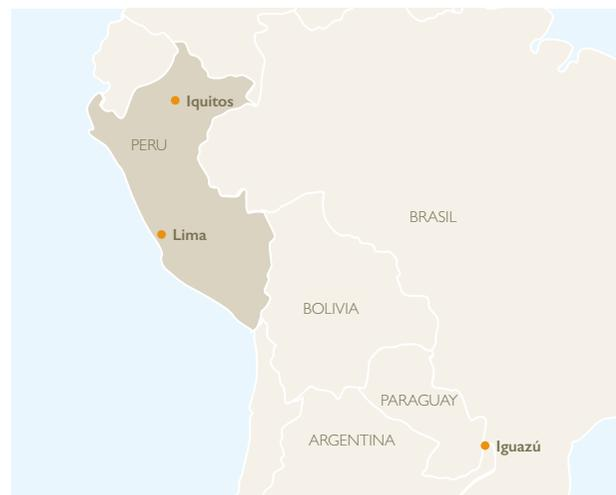 Iquitos
PERU
BRASIL
Lima
BOLIVIA
PARAGUAY
ARGENTINA
Iguazú